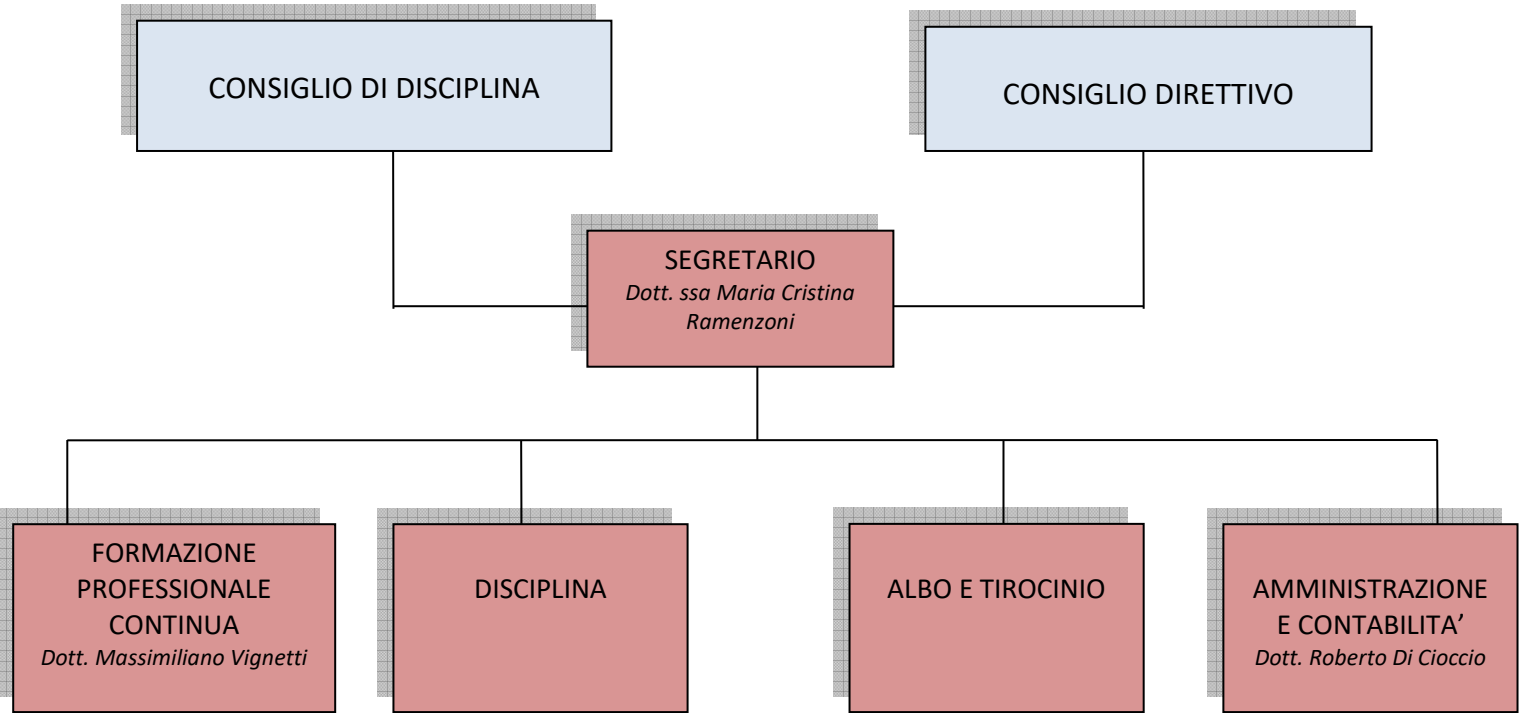 CONSIGLIO DI DISCIPLINA
CONSIGLIO DIRETTIVO
SEGRETARIO
Dott. ssa Maria Cristina
Ramenzoni
FORMAZIONE
PROFESSIONALE
CONTINUA
Dott. Massimiliano Vignetti
DISCIPLINA
ALBO E TIROCINIO
AMMINISTRAZIONE
E CONTABILITA’
Dott. Roberto Di Cioccio